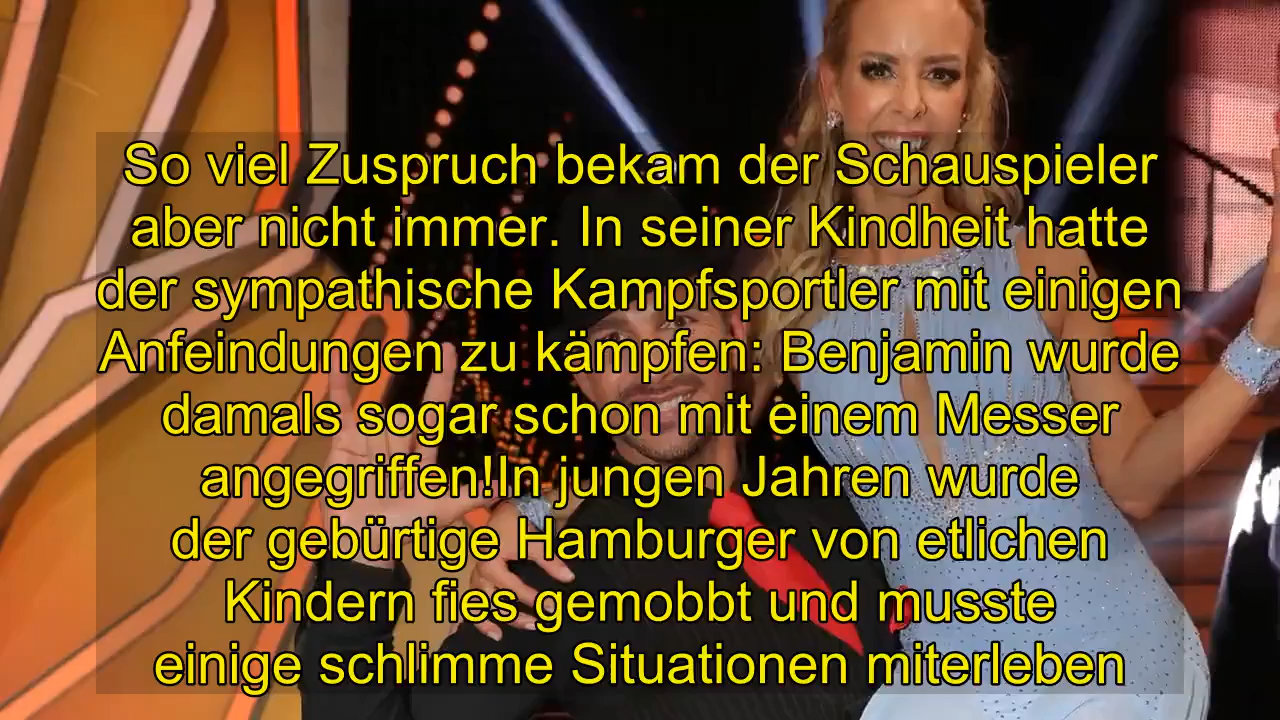 So viel Zuspruch bekam der Schauspieler
aber nicht immer. In seiner Kindheit hatte
der sympathische Kampfsportler mit einigen
Anfeindungen zu kämpfen: Benjamin wurde
damals sogar schon mit einem Messer
angegriffen!In jungen Jahren wurde
der gebürtige Hamburger von etlichen
Kindern fies gemobbt und musste
einige schlimme Situationen miterleben